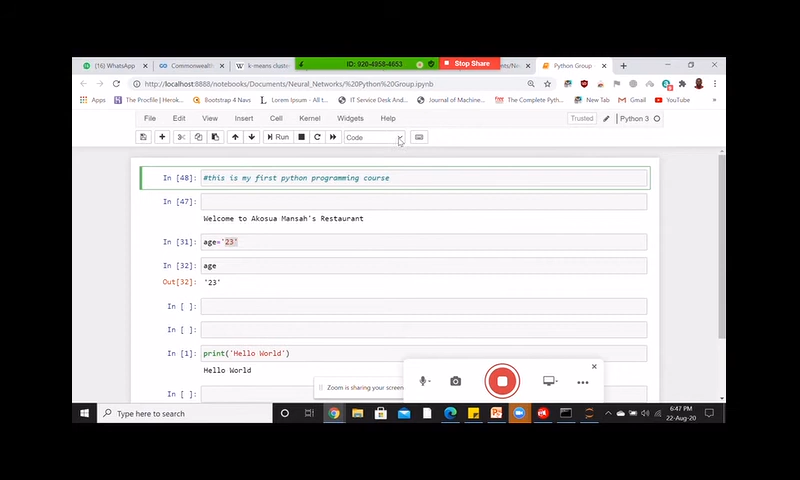 (16) WhatsApp
Commonwealth
k-means cluster
ID: 920-4958-4653
Stop Share
ments/Ne
Python Group
http://localhost:8888/notebooks/Documents/Neural_Networks/%20Python%20Group.ipynb
Apps
The Procfile | Herok...
Bootstrap 4 Navs
Lorem Ipsum - All t...
IT Service Desk And...
Journal of Machine...
The Complete Pyth...
New Tab
Gmail
YouTube
File
Edit
View
Insert
Cell
Kernel
Widgets
Help
Trusted
Python 3
Run
Code
In [48]
#this is my first python programming course
In [47]
Welcome to Akosua Mansah's Restaurant
In [31]
age='23'
In [32]
age
Out[32]
'23'
In [ ]
In [ ]
In [1]
print('Hello World')
Hello World
In [ ]
Zoom is sharing your screen
Type here to search
6:47 PM
22-Aug-20